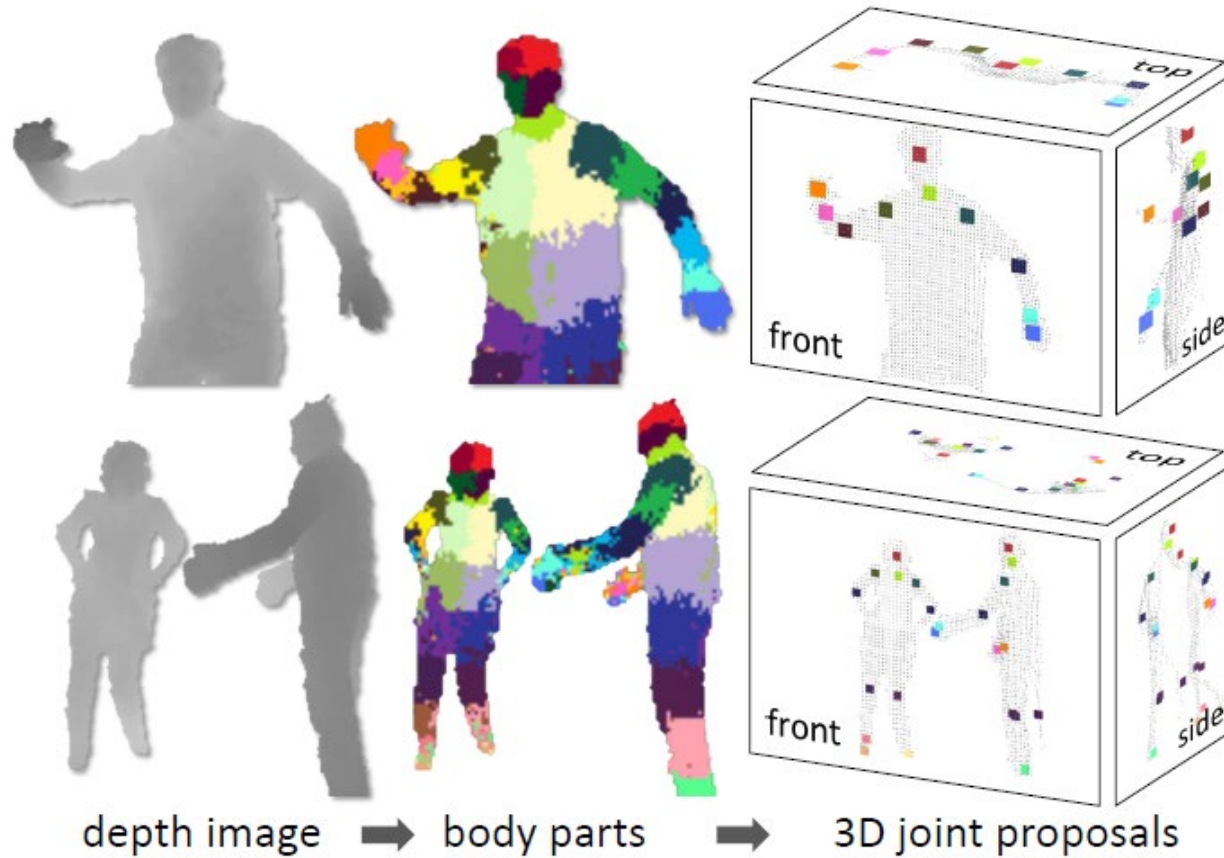 top
front
side
top
front
side
depth image
body parts
3D joint proposals